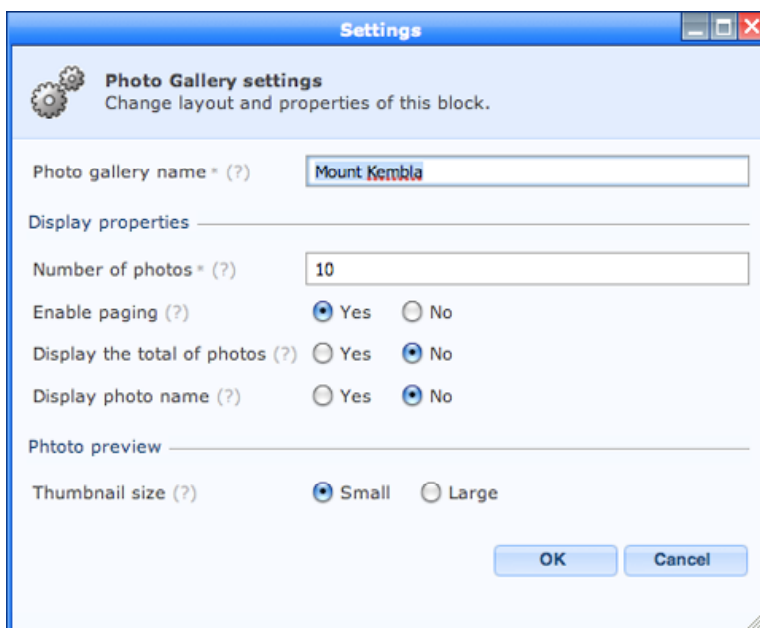 Settings
Photo Gallery settings
Change layout and properties of this block.
Photo gallery name * (?) Mount Kembla
Display properties
Number of photos * (?) 10
Enable paging (?) Yes No
Display the total of photos (?) Yes No
Display photo name (?) Yes No
Phtoto preview
Thumbnail size (?) Small Large
OK Cancel